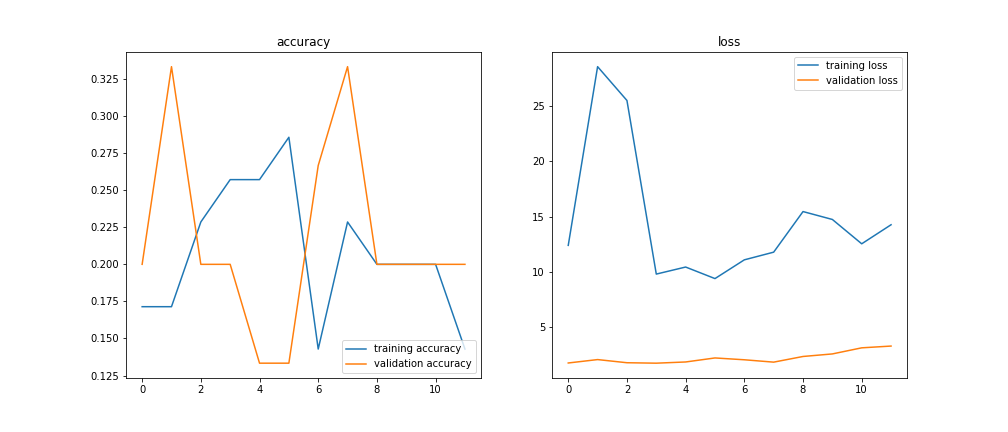 accuracy
0.325
0.300
0.275
0.250
0.225
0.200
0.175
0.150
0.125
0 2 4 6 8 10
training accuracy
validation accuracy
loss
25
20
15
10
5
0 2 4 6 8 10
training loss
validation loss